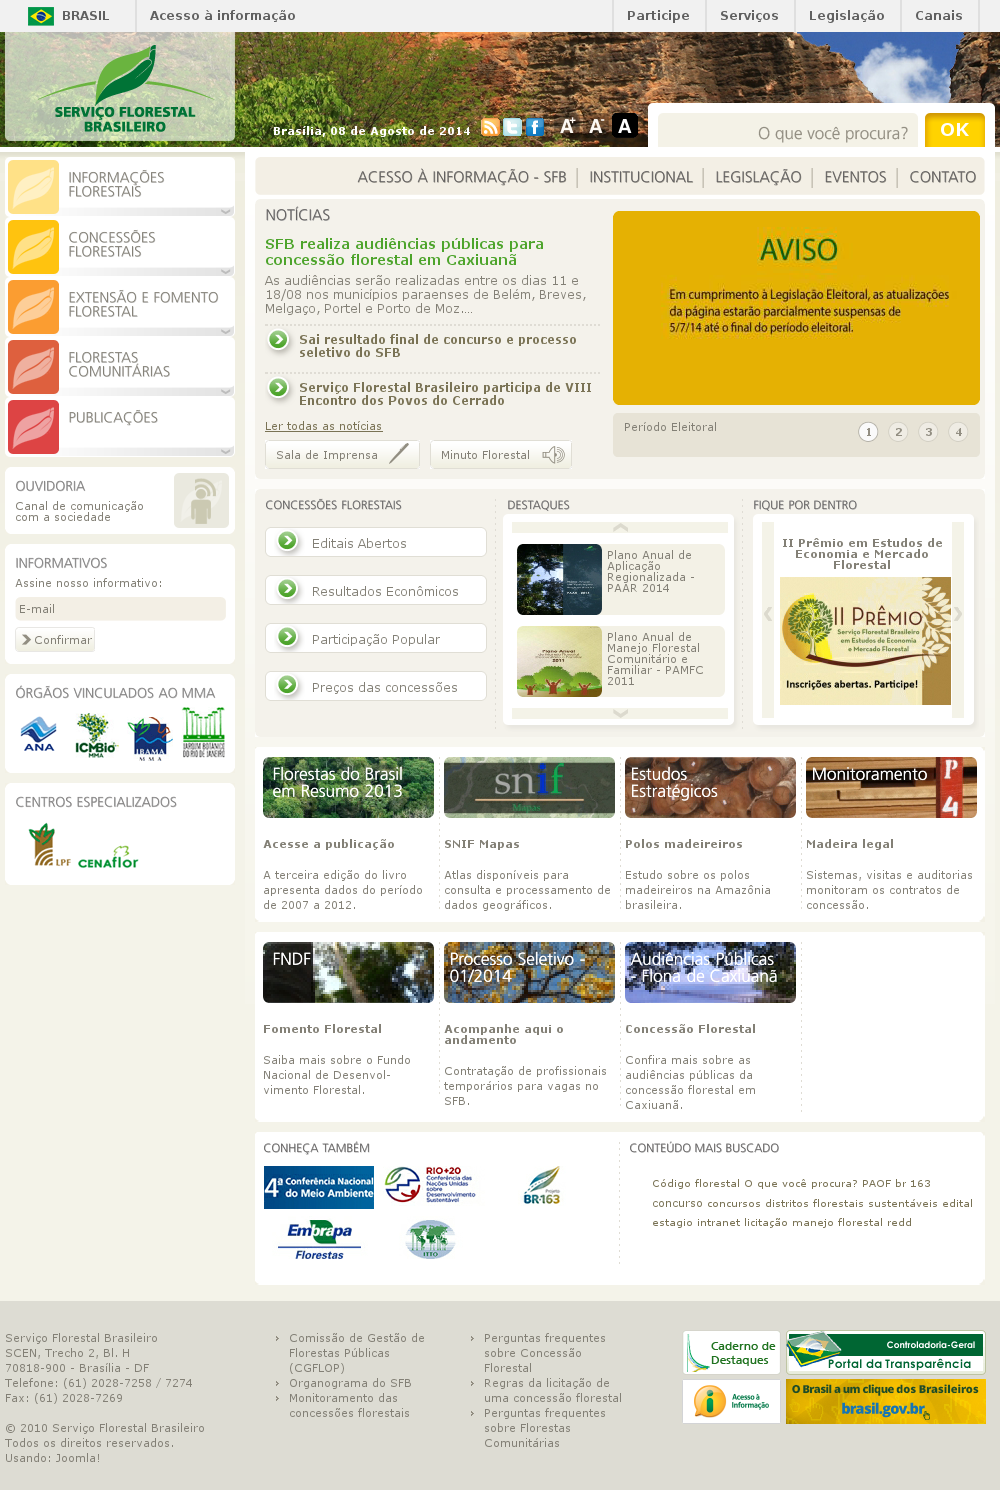 BRASIL
Acesso à informação
Participe
Serviços
Legislação
Canais
SERVIÇO FLORESTAL
BRASILEIRO
Brasília, 08 de Agosto de 2014
A+
A-
A
O que você procura?
OK
INFORMAÇÕES
FLORESTAIS
CONCESSÕES
FLORESTAIS
EXTENSÃO E FOMENTO
FLORESTAL
FLORESTAS
COMUNITÁRIAS
PUBLICAÇÕES
OUVIDORIA
Canal de comunicação
com a sociedade
INFORMATIVOS
Assine nosso informativo:
E-mail
Confirmar
ÓRGÃOS VINCULADOS AO MMA
ANA
ICMBio
MMA
IBAMA
MMA
JARDIM BOTÂNICO
DO RIO DE JANEIRO
CENTROS ESPECIALIZADOS
LPF
CENAflor
ACESSO À INFORMAÇÃO - SFB
INSTITUCIONAL
LEGISLAÇÃO
EVENTOS
CONTATO
NOTÍCIAS
SFB realiza audiências públicas para
concessão florestal em Caxiuanã
As audiências serão realizadas entre os dias 11 e
18/08 nos municípios paraenses de Belém, Breves,
Melgaço, Portel e Porto de Moz....
Sai resultado final de concurso e processo
seletivo do SFB
Serviço Florestal Brasileiro participa de VIII
Encontro dos Povos do Cerrado
Ler todas as notícias
Sala de Imprensa
Minuto Florestal
AVISO
Em cumprimento à Legislação Eleitoral, as atualizações
da página estarão parcialmente suspensas de
5/7/14 até o final do período eleitoral.
Período Eleitoral
1
2
3
4
CONCESSÕES FLORESTAIS
Editais Abertos
Resultados Econômicos
Participação Popular
Preços das concessões
DESTAQUES
Plano Anual de
Aplicação
Regionalizada -
PAAR 2014
Plano Anual de
Manejo Florestal
Comunitário e
Familiar - PAMFC
2011
FIQUE POR DENTRO
II Prêmio em Estudos de
Economia e Mercado
Florestal
II PRÊMIO
Serviço Florestal Brasileiro
em Estudos de Economia
e Mercado Florestal
Inscrições abertas. Participe!
Florestas do Brasil
em Resumo 2013
Acesse a publicação
A terceira edição do livro
apresenta dados do período
de 2007 a 2012.
snif
Mapas
SNIF Mapas
Atlas disponíveis para
consulta e processamento de
dados geográficos.
Estudos
Estratégicos
Polos madeireiros
Estudo sobre os polos
madeireiros na Amazônia
brasileira.
Monitoramento
P
4
Madeira legal
Sistemas, visitas e auditorias
monitoram os contratos de
concessão.
FNDF
Fomento Florestal
Saiba mais sobre o Fundo
Nacional de Desenvol-
vimento Florestal.
Processo Seletivo -
01/2014
Acompanhe aqui o
andamento
Contratação de profissionais
temporários para vagas no
SFB.
Audiências Públicas
- Flona de Caxiuanã
Concessão Florestal
Confira mais sobre as
audiências públicas da
concessão florestal em
Caxiuanã.
CONHEÇA TAMBÉM
4ª Conferência Nacional
do Meio Ambiente
RIO+20
Conferência das
Nações Unidas
sobre
Desenvolvimento
Sustentável
Projeto
BR-163
Embrapa
Florestas
ITTO
CONTEÚDO MAIS BUSCADO
Código florestal O que você procura? PAOF br 163
concurso concursos distritos florestais sustentáveis edital
estagio intranet licitação manejo florestal redd
Serviço Florestal Brasileiro
SCEN, Trecho 2, Bl. H
70818-900 - Brasília - DF
Telefone: (61) 2028-7258 / 7274
Fax: (61) 2028-7269
© 2010 Serviço Florestal Brasileiro
Todos os direitos reservados.
Usando: Joomla!
Comissão de Gestão de
Florestas Públicas
(CGFLOP)
Organograma do SFB
Monitoramento das
concessões florestais
Perguntas frequentes
sobre Concessão
Florestal
Regras da licitação de
uma concessão florestal
Perguntas frequentes
sobre Florestas
Comunitárias
Caderno de
Destaques
Controladoria-Geral
Portal da Transparência
Acesso à
Informação
O Brasil a um clique dos Brasileiros
brasil.gov.br